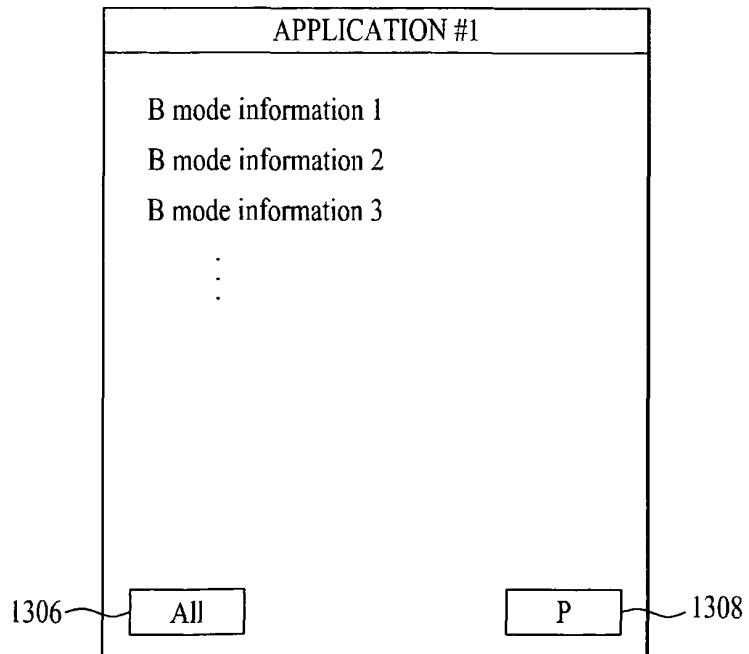 APPLICATION #1
B mode information 1
B mode information 2
B mode information 3
1306 All P 1308